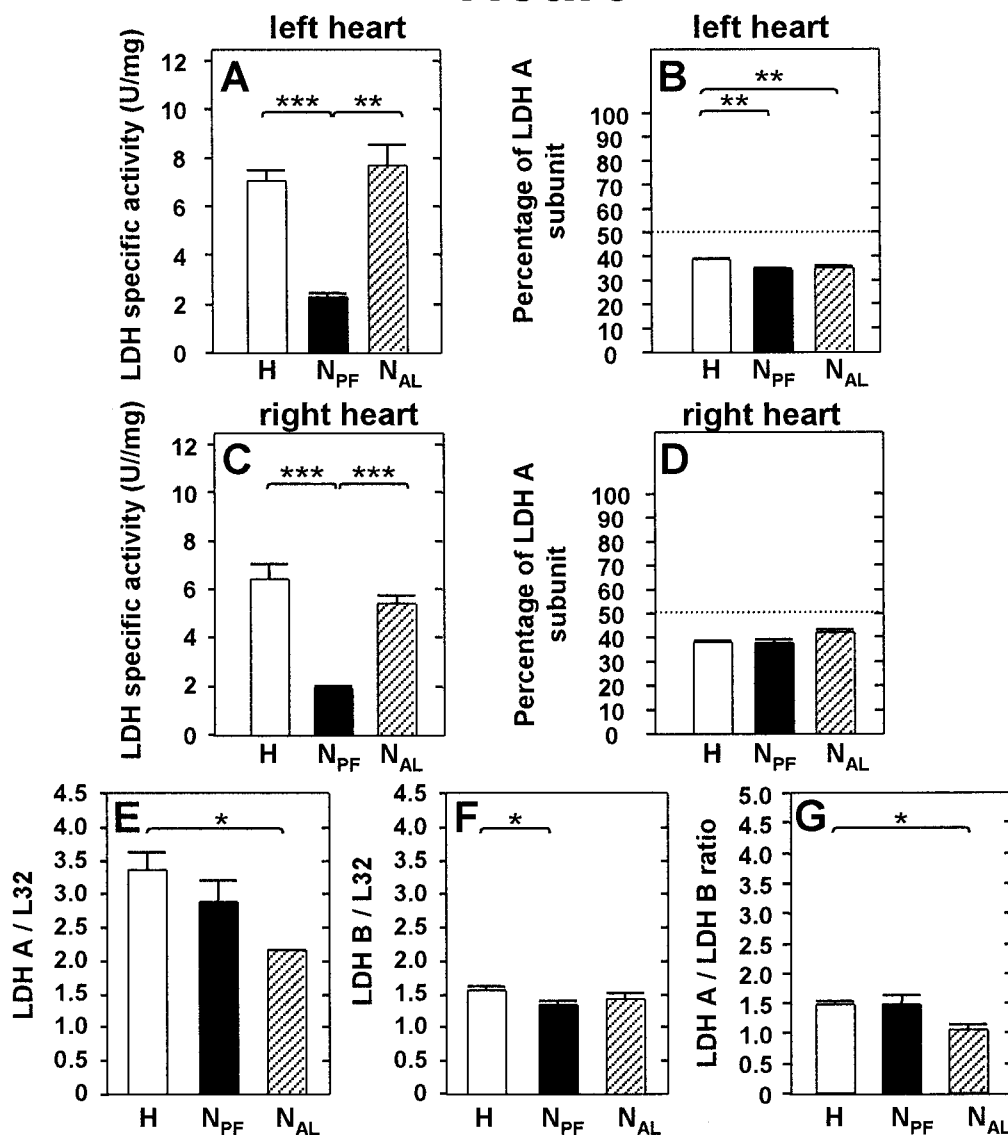 left heart
left heart
A
LDH specific activity (U/mg)
12
10
8
6
4
2
0
***
**
H
NPF
NAL
B
Percentage of LDH A
subunit
100
90
80
70
60
50
40
30
20
10
0
**
**
H
NPF
NAL
right heart
right heart
C
LDH specific activity (U//mg)
12
10
8
6
4
2
0
***
***
H
NPF
NAL
D
Percentage of LDH A
subunit
100
90
80
70
60
50
40
30
20
10
0
H
NPF
NAL
E
LDH A / L32
4.5
4.0
3.5
3.0
2.5
2.0
1.5
1.0
0.5
0
*
H
NPF
NAL
F
LDH B / L32
4.5
4.0
3.5
3.0
2.5
2.0
1.5
1.0
0.5
0
*
H
NPF
NAL
G
LDH A / LDH B ratio
5.0
4.5
4.0
3.5
3.0
2.5
2.0
1.5
1.0
0.5
0
*
H
NPF
NAL